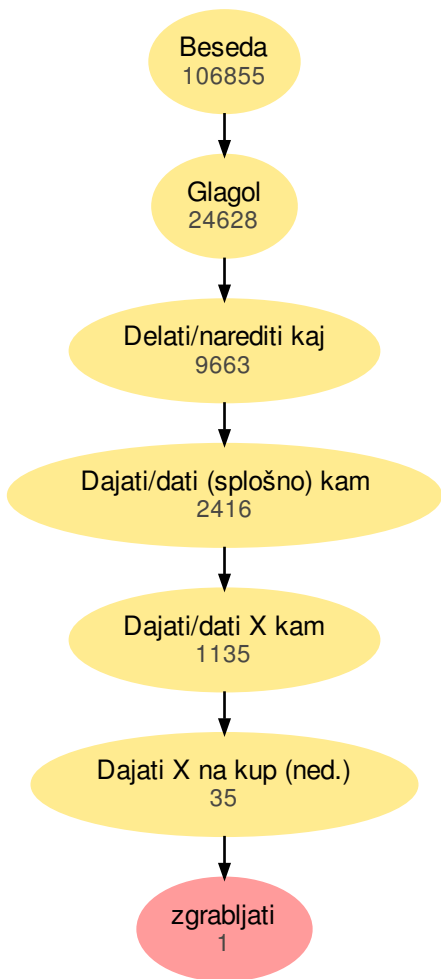 Beseda
106855
Glagol
24628
Delati/narediti kaj
9663
Dajati/dati (splošno) kam
2416
Dajati/dati X kam
1135
Dajati X na kup (ned.)
35
zgrabljati
1